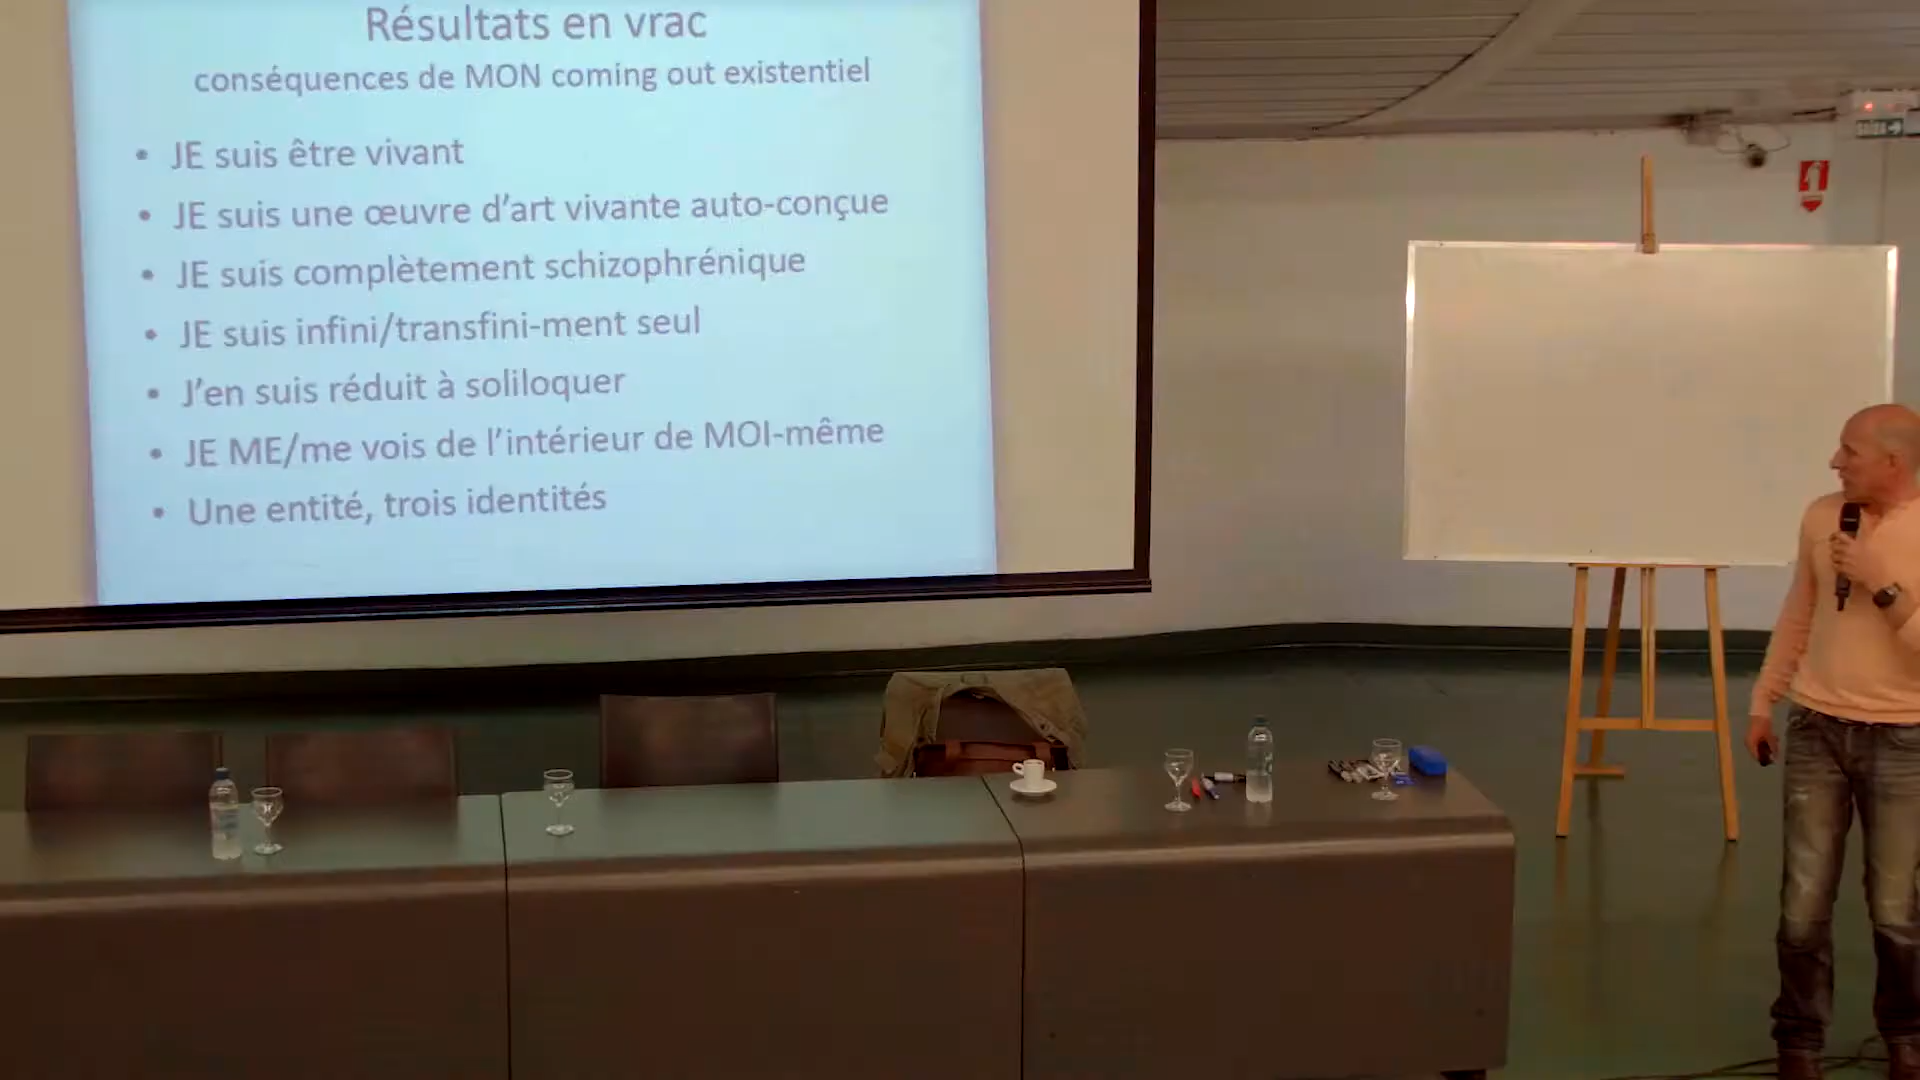 Résultats en vrac
conséquences de MON coming out existentiel
• JE suis être vivant
• JE suis une œuvre d'art vivante auto-conçue
• JE suis complètement schizophrénique
• JE suis infini/transfini-ment seul
• J'en suis réduit à soliloquer
• JE ME/me vois de l'intérieur de MOI-même
• Une entité, trois identités